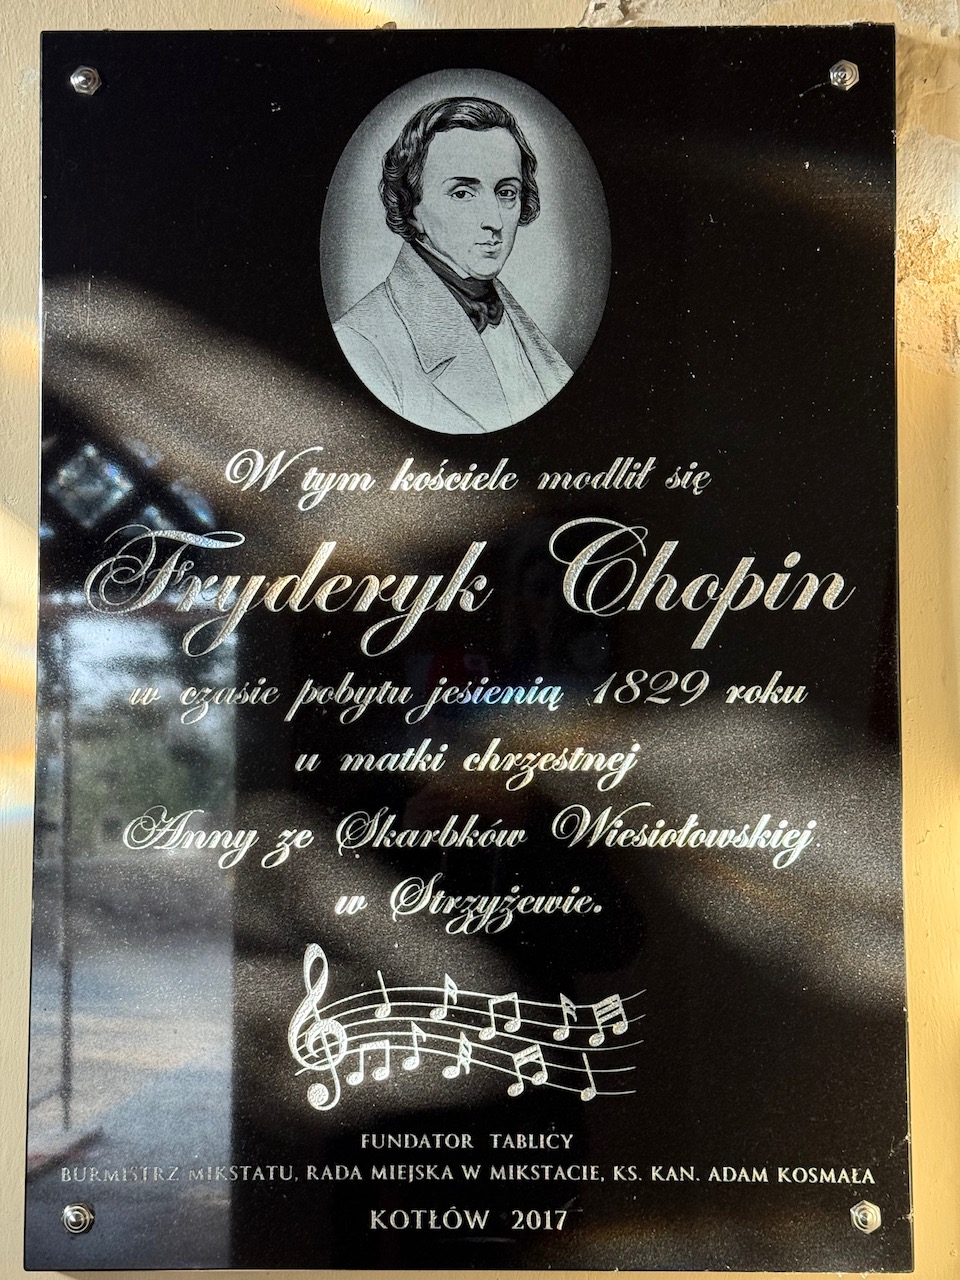 W tym kościele modlił się
Fryderyk Chopin
w czasie pobytu jesienią 1829 roku
u matki chrzestnej
Anny ze Skarbków Wiesiołowskiej
w Strzyżewie.
FUNDATOR TABLICY
BURMISTRZ MIKSTATU, RADA MIEJSKA W MIKSTACIE, KS. KAN. ADAM KOSMAŁA
KOTŁÓW 2017